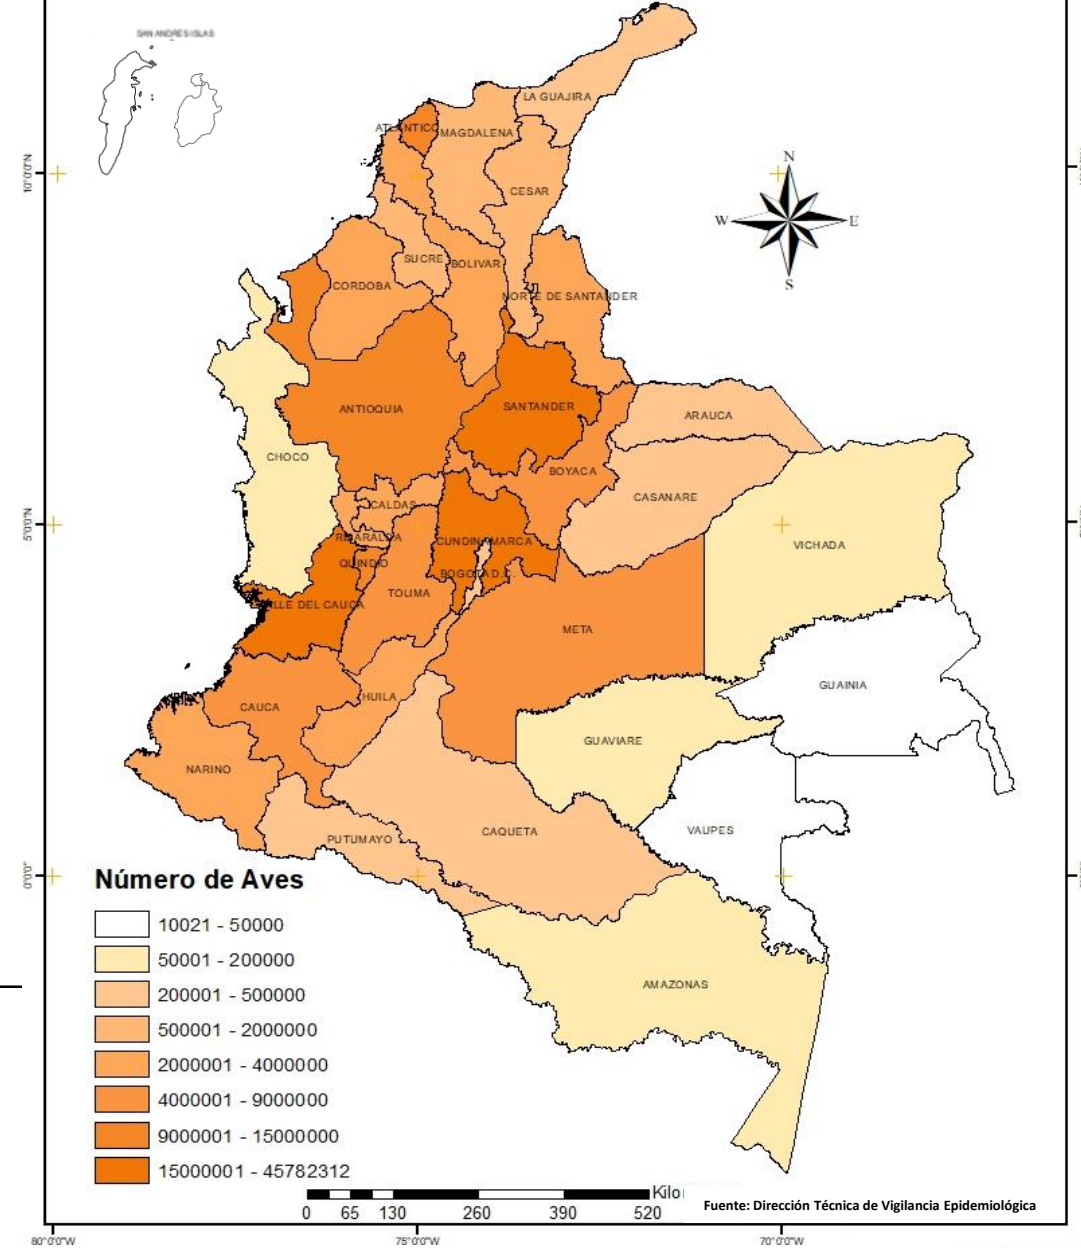 SAN ANDRES ISLAS
LA GUAJIRA
ATLANTICO
MAGDALENA
CESAR
N
W
E
S
SUCRE
BOLIVAR
CORDOBA
NORTE DE SANTANDER
ANTIOQUIA
SANTANDER
ARAUCA
CHOCO
BOYACA
CASANARE
CALDAS
RISARALDA
CUNDINAMARCA
VICHADA
QUINDIO
BOGOTA D.C.
TOLIMA
LLE DEL CAUCA
META
GUAINIA
HUILA
CAUCA
GUAVIARE
NARINO
CAQUETA
VAUPES
PUTUMAYO
AMAZONAS
10°0'0"N
5°0'0"N
0°0'0"
Número de Aves
10021 - 50000
50001 - 200000
200001 - 500000
500001 - 2000000
2000001 - 4000000
4000001 - 9000000
9000001 - 15000000
15000001 - 45782312
Kilo
0 65 130 260 390 520
Fuente: Dirección Técnica de Vigilancia Epidemiológica
80°0'0"W 75°0'0"W 70°0'0"W